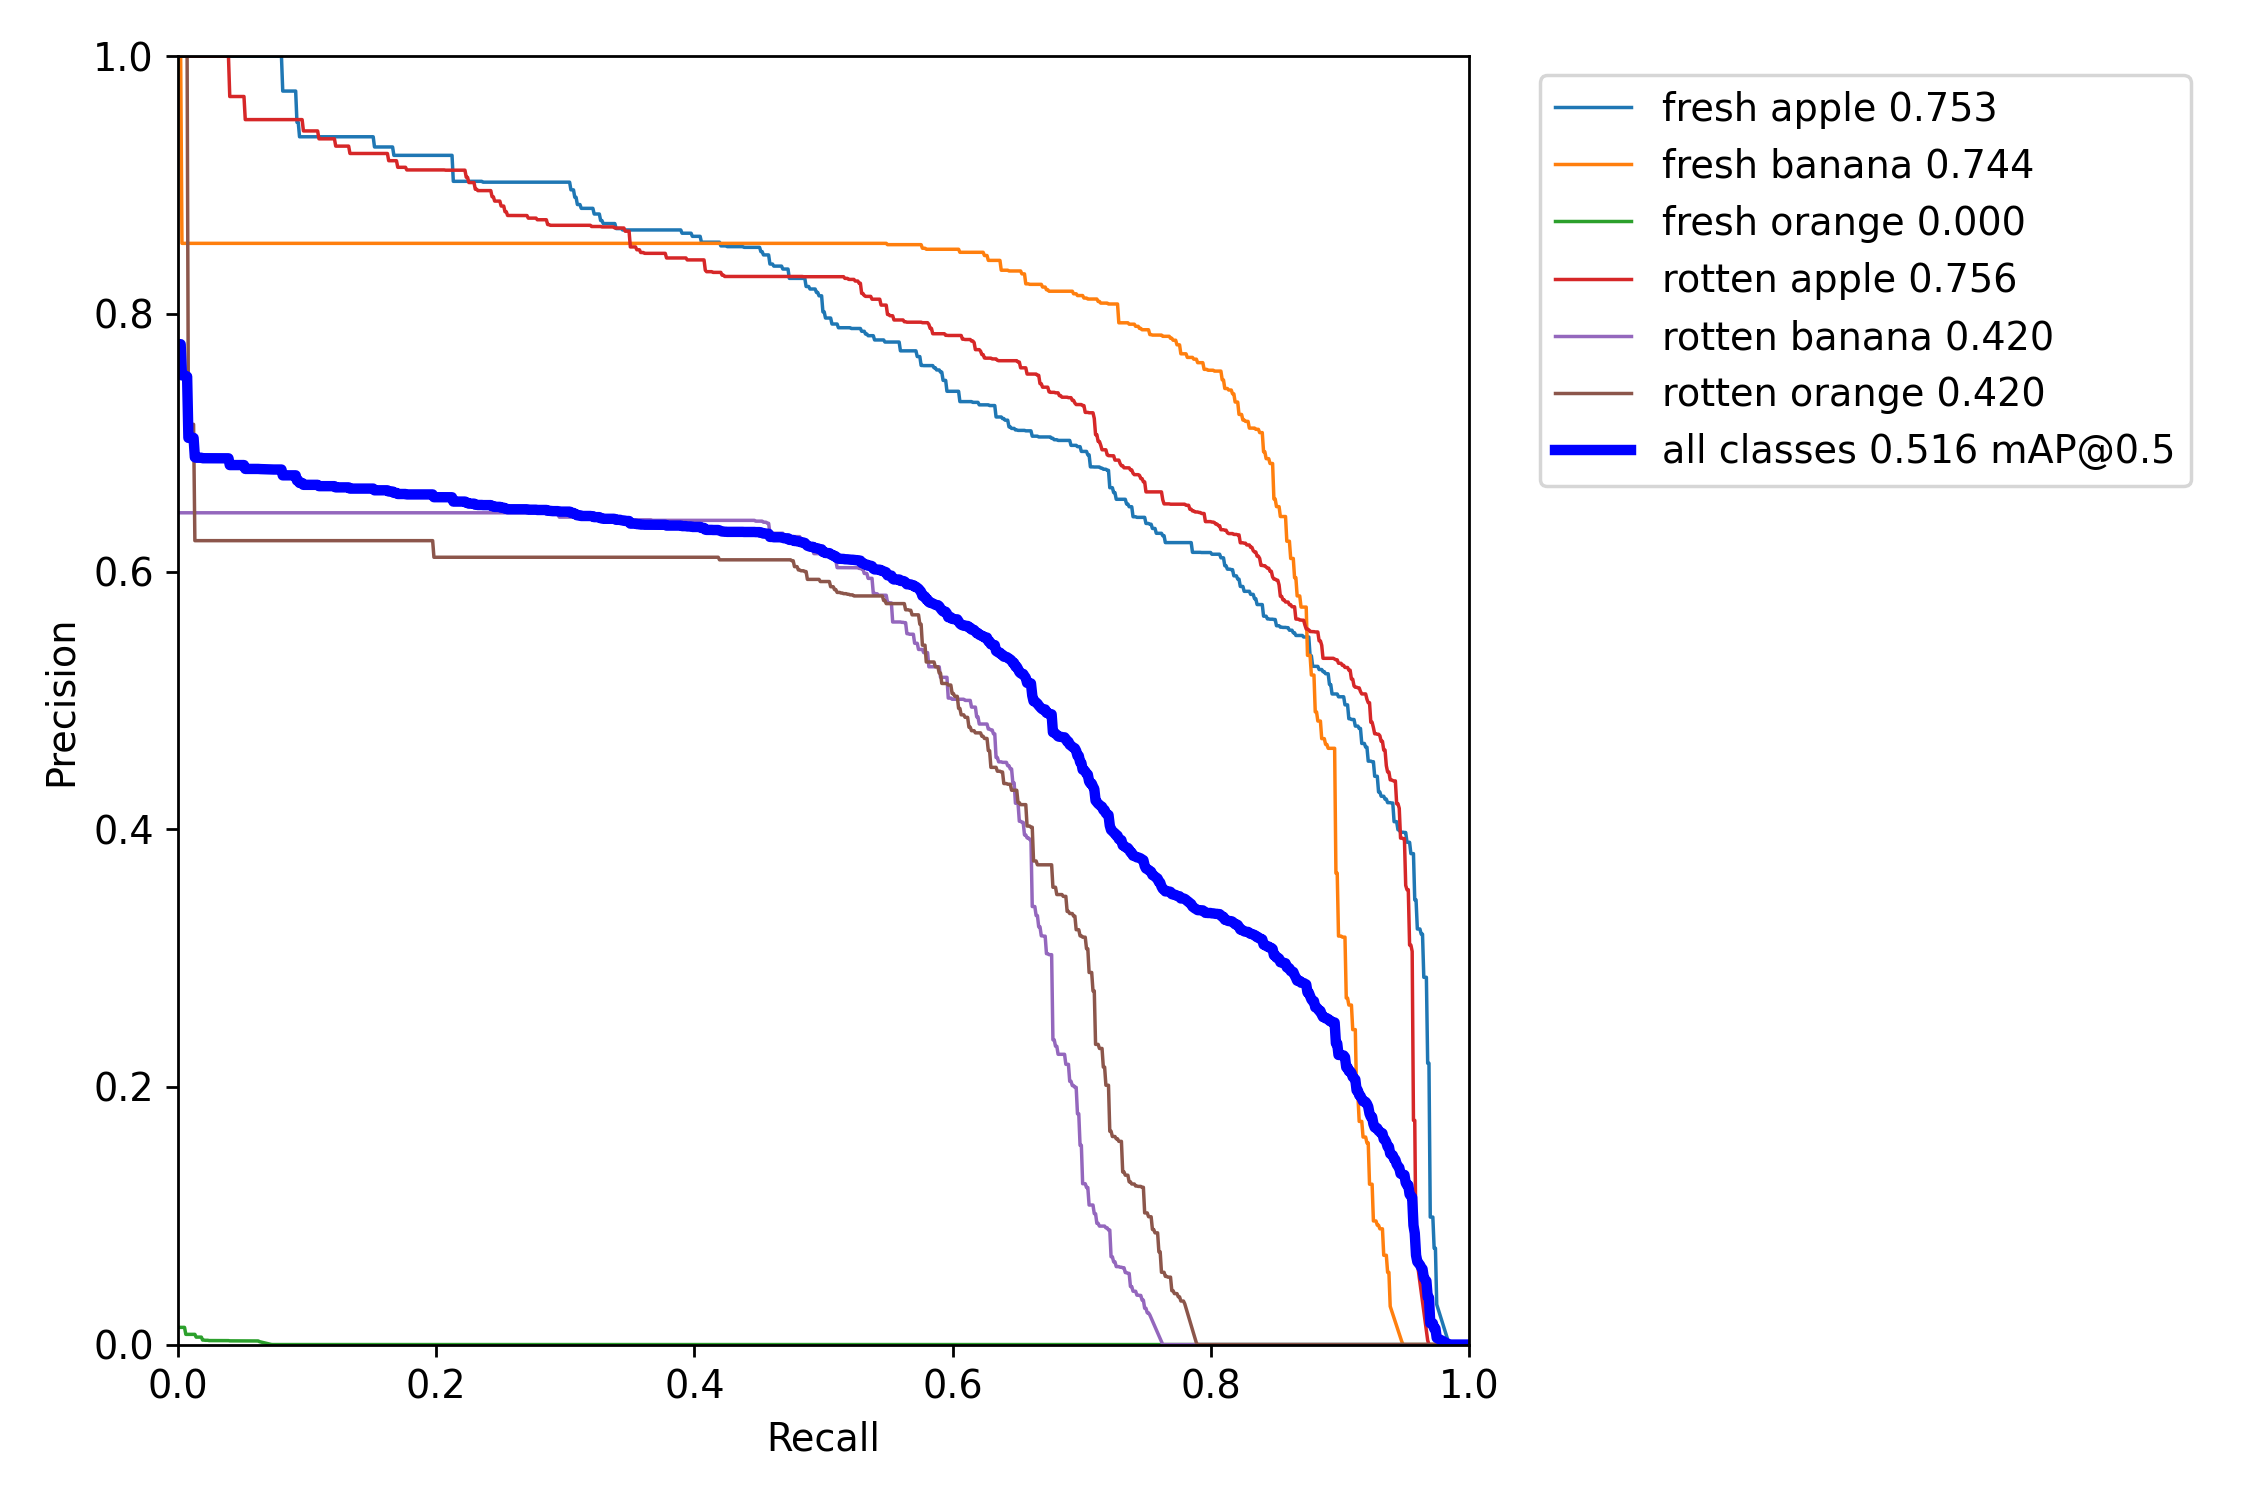 1.0
0.8
0.6
0.4
0.2
0.0
Precision
0.0 0.2 0.4 0.6 0.8 1.0
Recall
fresh apple 0.753
fresh banana 0.744
fresh orange 0.000
rotten apple 0.756
rotten banana 0.420
rotten orange 0.420
all classes 0.516 mAP@0.5